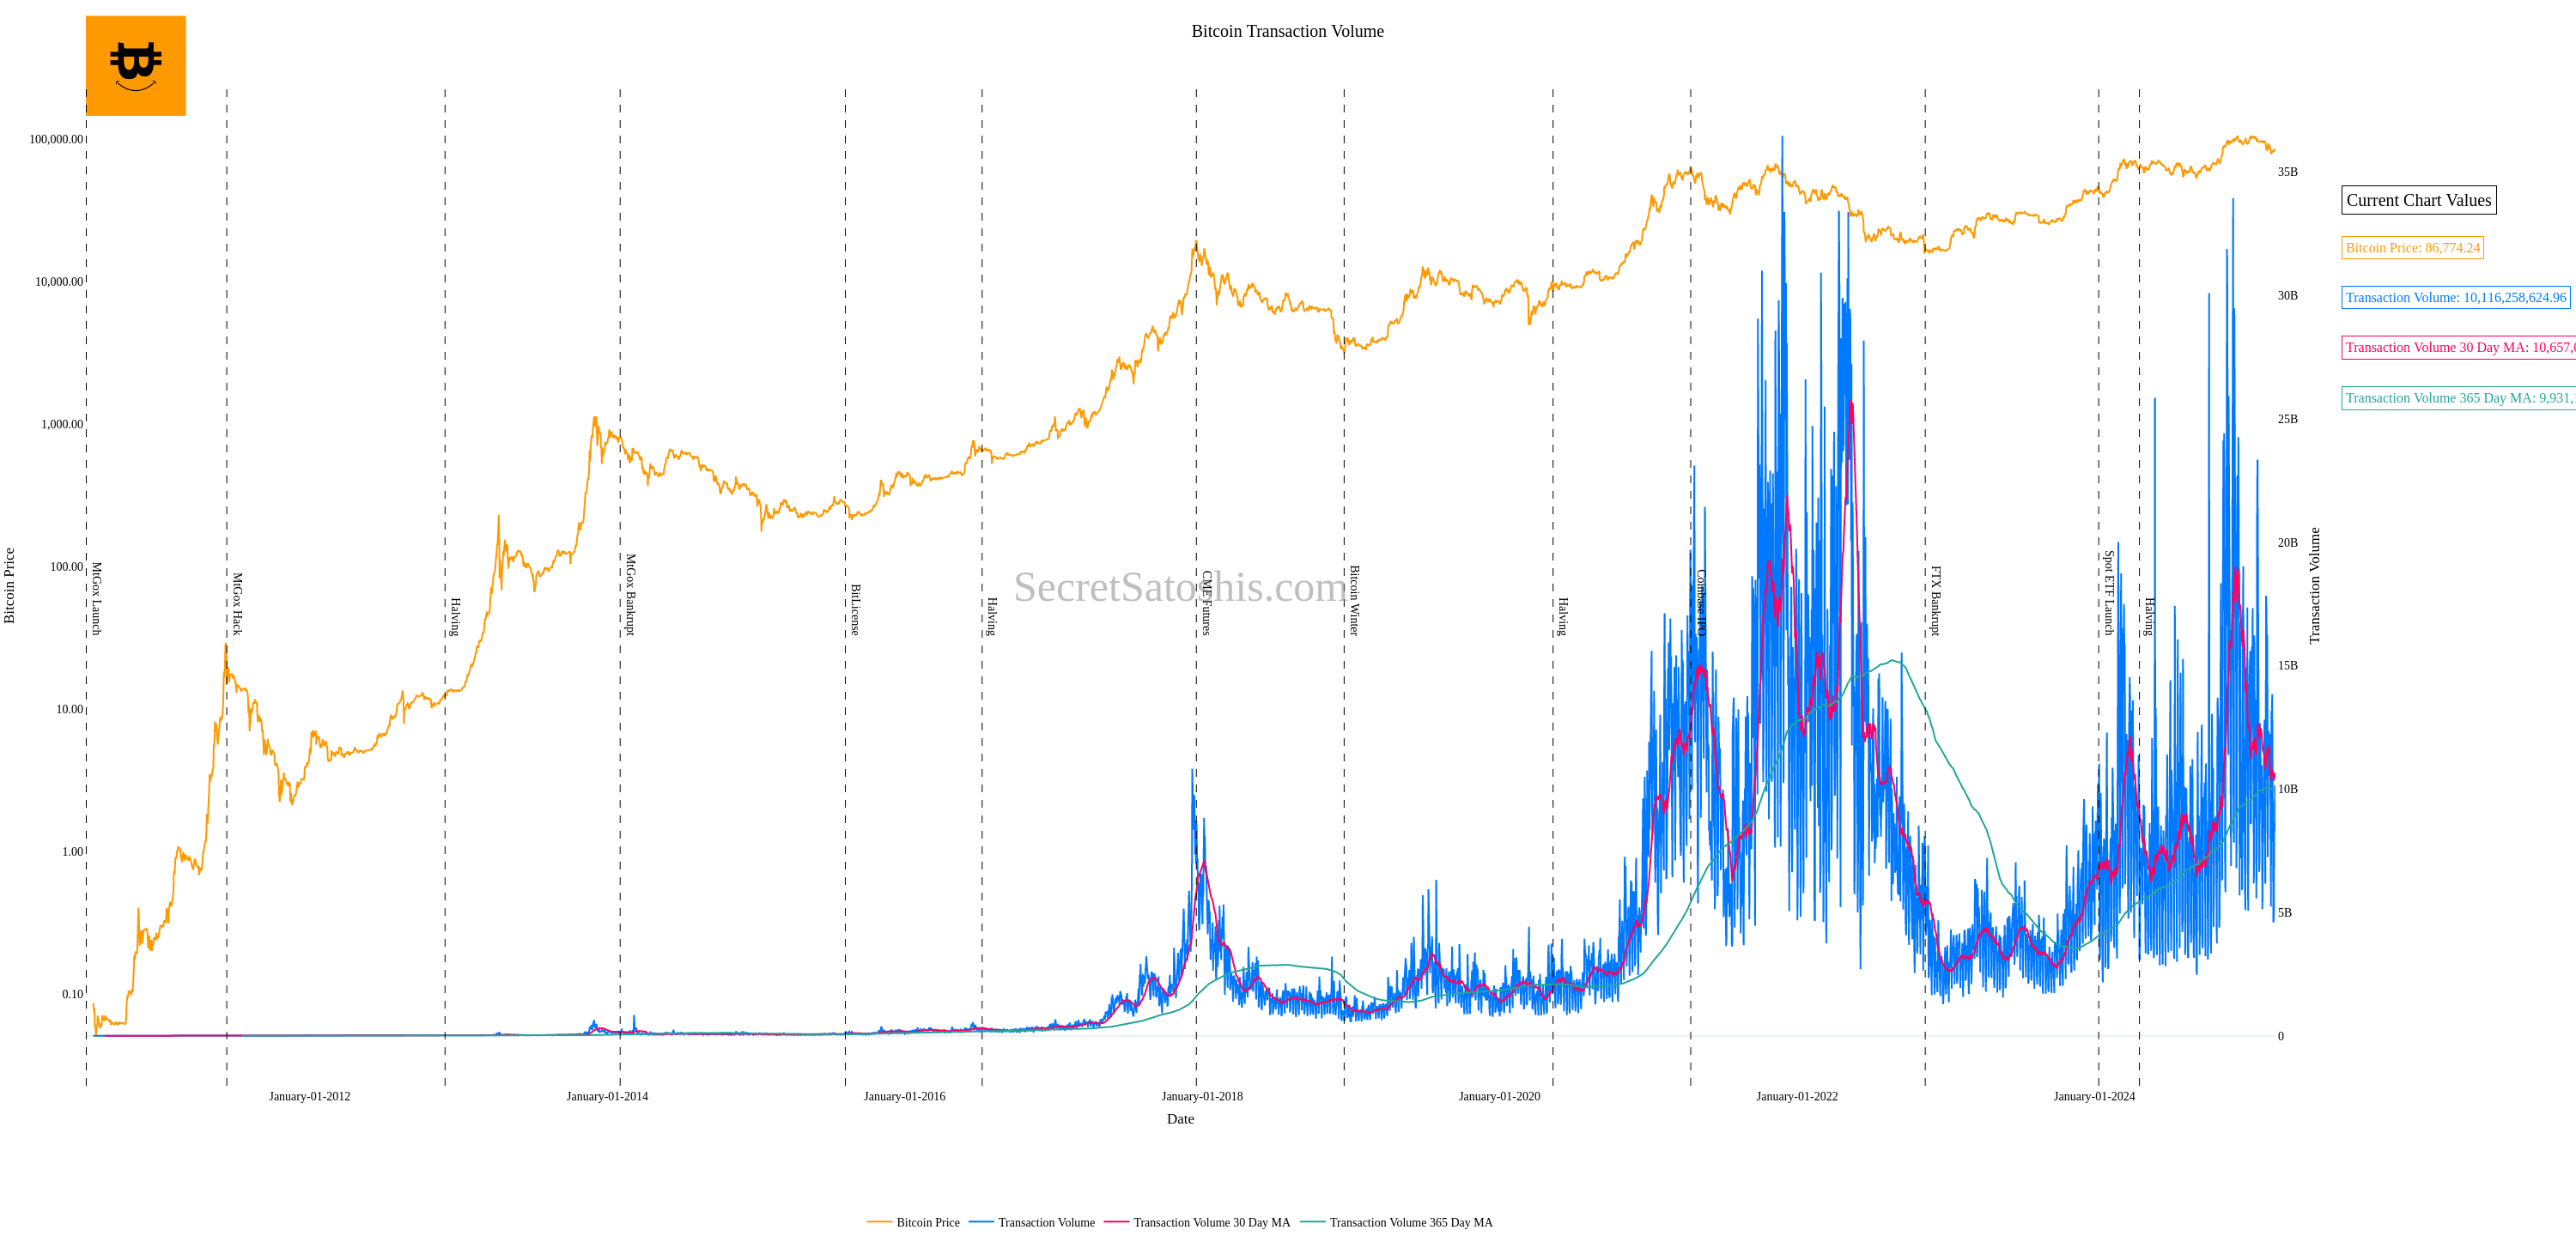 Bitcoin Transaction Volume
100,000.00
10,000.00
1,000.00
100.00
10.00
1.00
0.10
Bitcoin Price
35B
30B
25B
20B
15B
10B
5B
0
Transaction Volume
MtGox Launch
MtGox Hack
Halving
MtGox Bankrupt
BitLicense
Halving
CME Futures
Bitcoin Winter
Halving
Coinbase IPO
FTX Bankrupt
Spot ETF Launch
Halving
SecretSatoshis.com
January-01-2012
January-01-2014
January-01-2016
January-01-2018
January-01-2020
January-01-2022
January-01-2024
Date
Current Chart Values
Bitcoin Price: 86,774.24
Transaction Volume: 10,116,258,624.96
Transaction Volume 30 Day MA: 10,657,
Transaction Volume 365 Day MA: 9,931,
Bitcoin Price
Transaction Volume
Transaction Volume 30 Day MA
Transaction Volume 365 Day MA